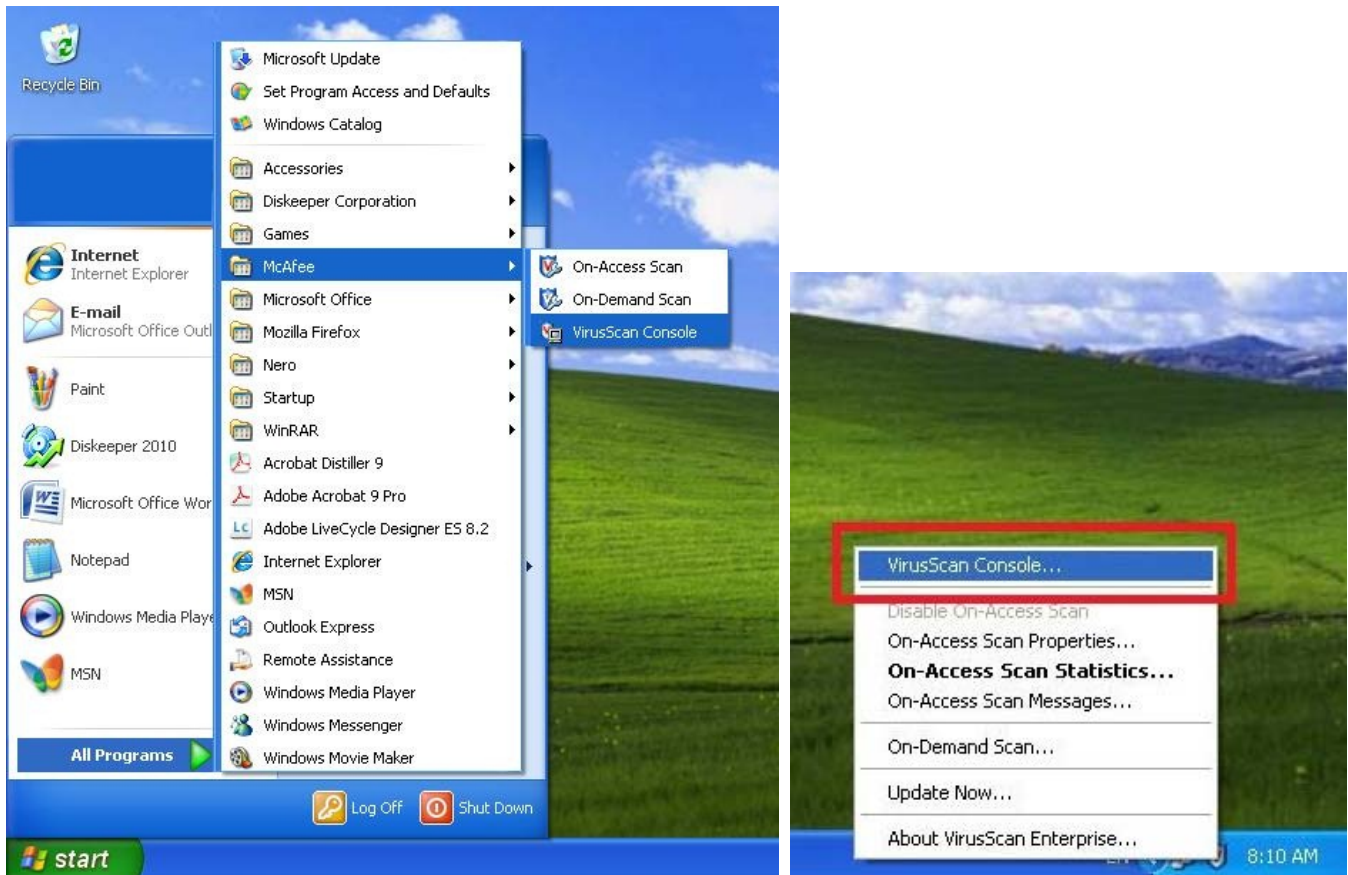 Recycle Bin
Internet
Internet Explorer
E-mail
Microsoft Office Outl
Paint
Diskeeper 2010
Microsoft Office Wor
Notepad
Windows Media Playe
MSN
All Programs
Microsoft Update
Set Program Access and Defaults
Windows Catalog
Accessories
Diskeeper Corporation
Games
McAfee
Microsoft Office
Mozilla Firefox
Nero
Startup
WinRAR
Acrobat Distiller 9
Adobe Acrobat 9 Pro
LC Adobe LiveCycle Designer ES 8.2
Internet Explorer
MSN
Outlook Express
Remote Assistance
Windows Media Player
Windows Messenger
Windows Movie Maker
On-Access Scan
On-Demand Scan
VirusScan Console
Log Off
Shut Down
start
VirusScan Console...
Disable On-Access Scan
On-Access Scan Properties...
On-Access Scan Statistics...
On-Access Scan Messages...
On-Demand Scan...
Update Now...
About VirusScan Enterprise...
8:10 AM